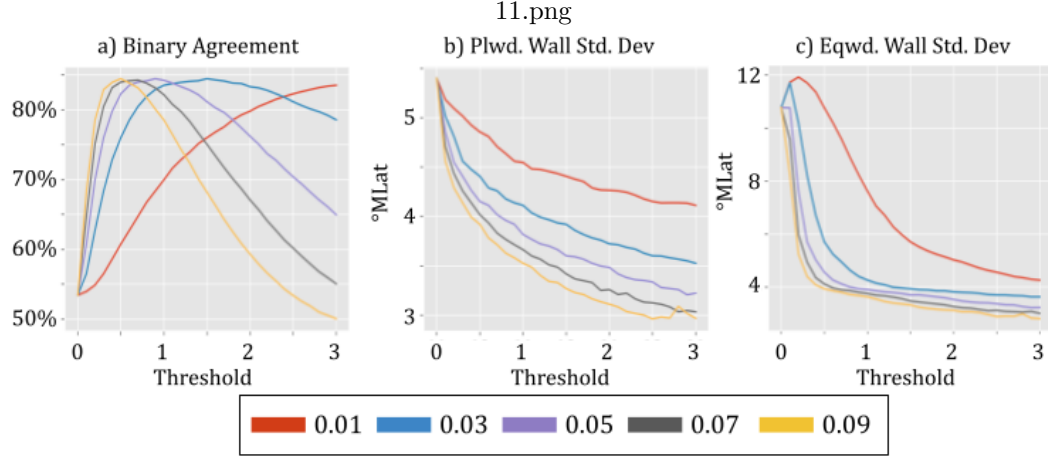 11.png
a) Binary Agreement
b) Plwd. Wall Std. Dev
c) Eqwd. Wall Std. Dev
80%
70%
60%
50%
0 1 2 3
Threshold
°MLat
5
4
3
0 1 2 3
Threshold
°MLat
12
8
4
0 1 2 3
Threshold
0.01 0.03 0.05 0.07 0.09